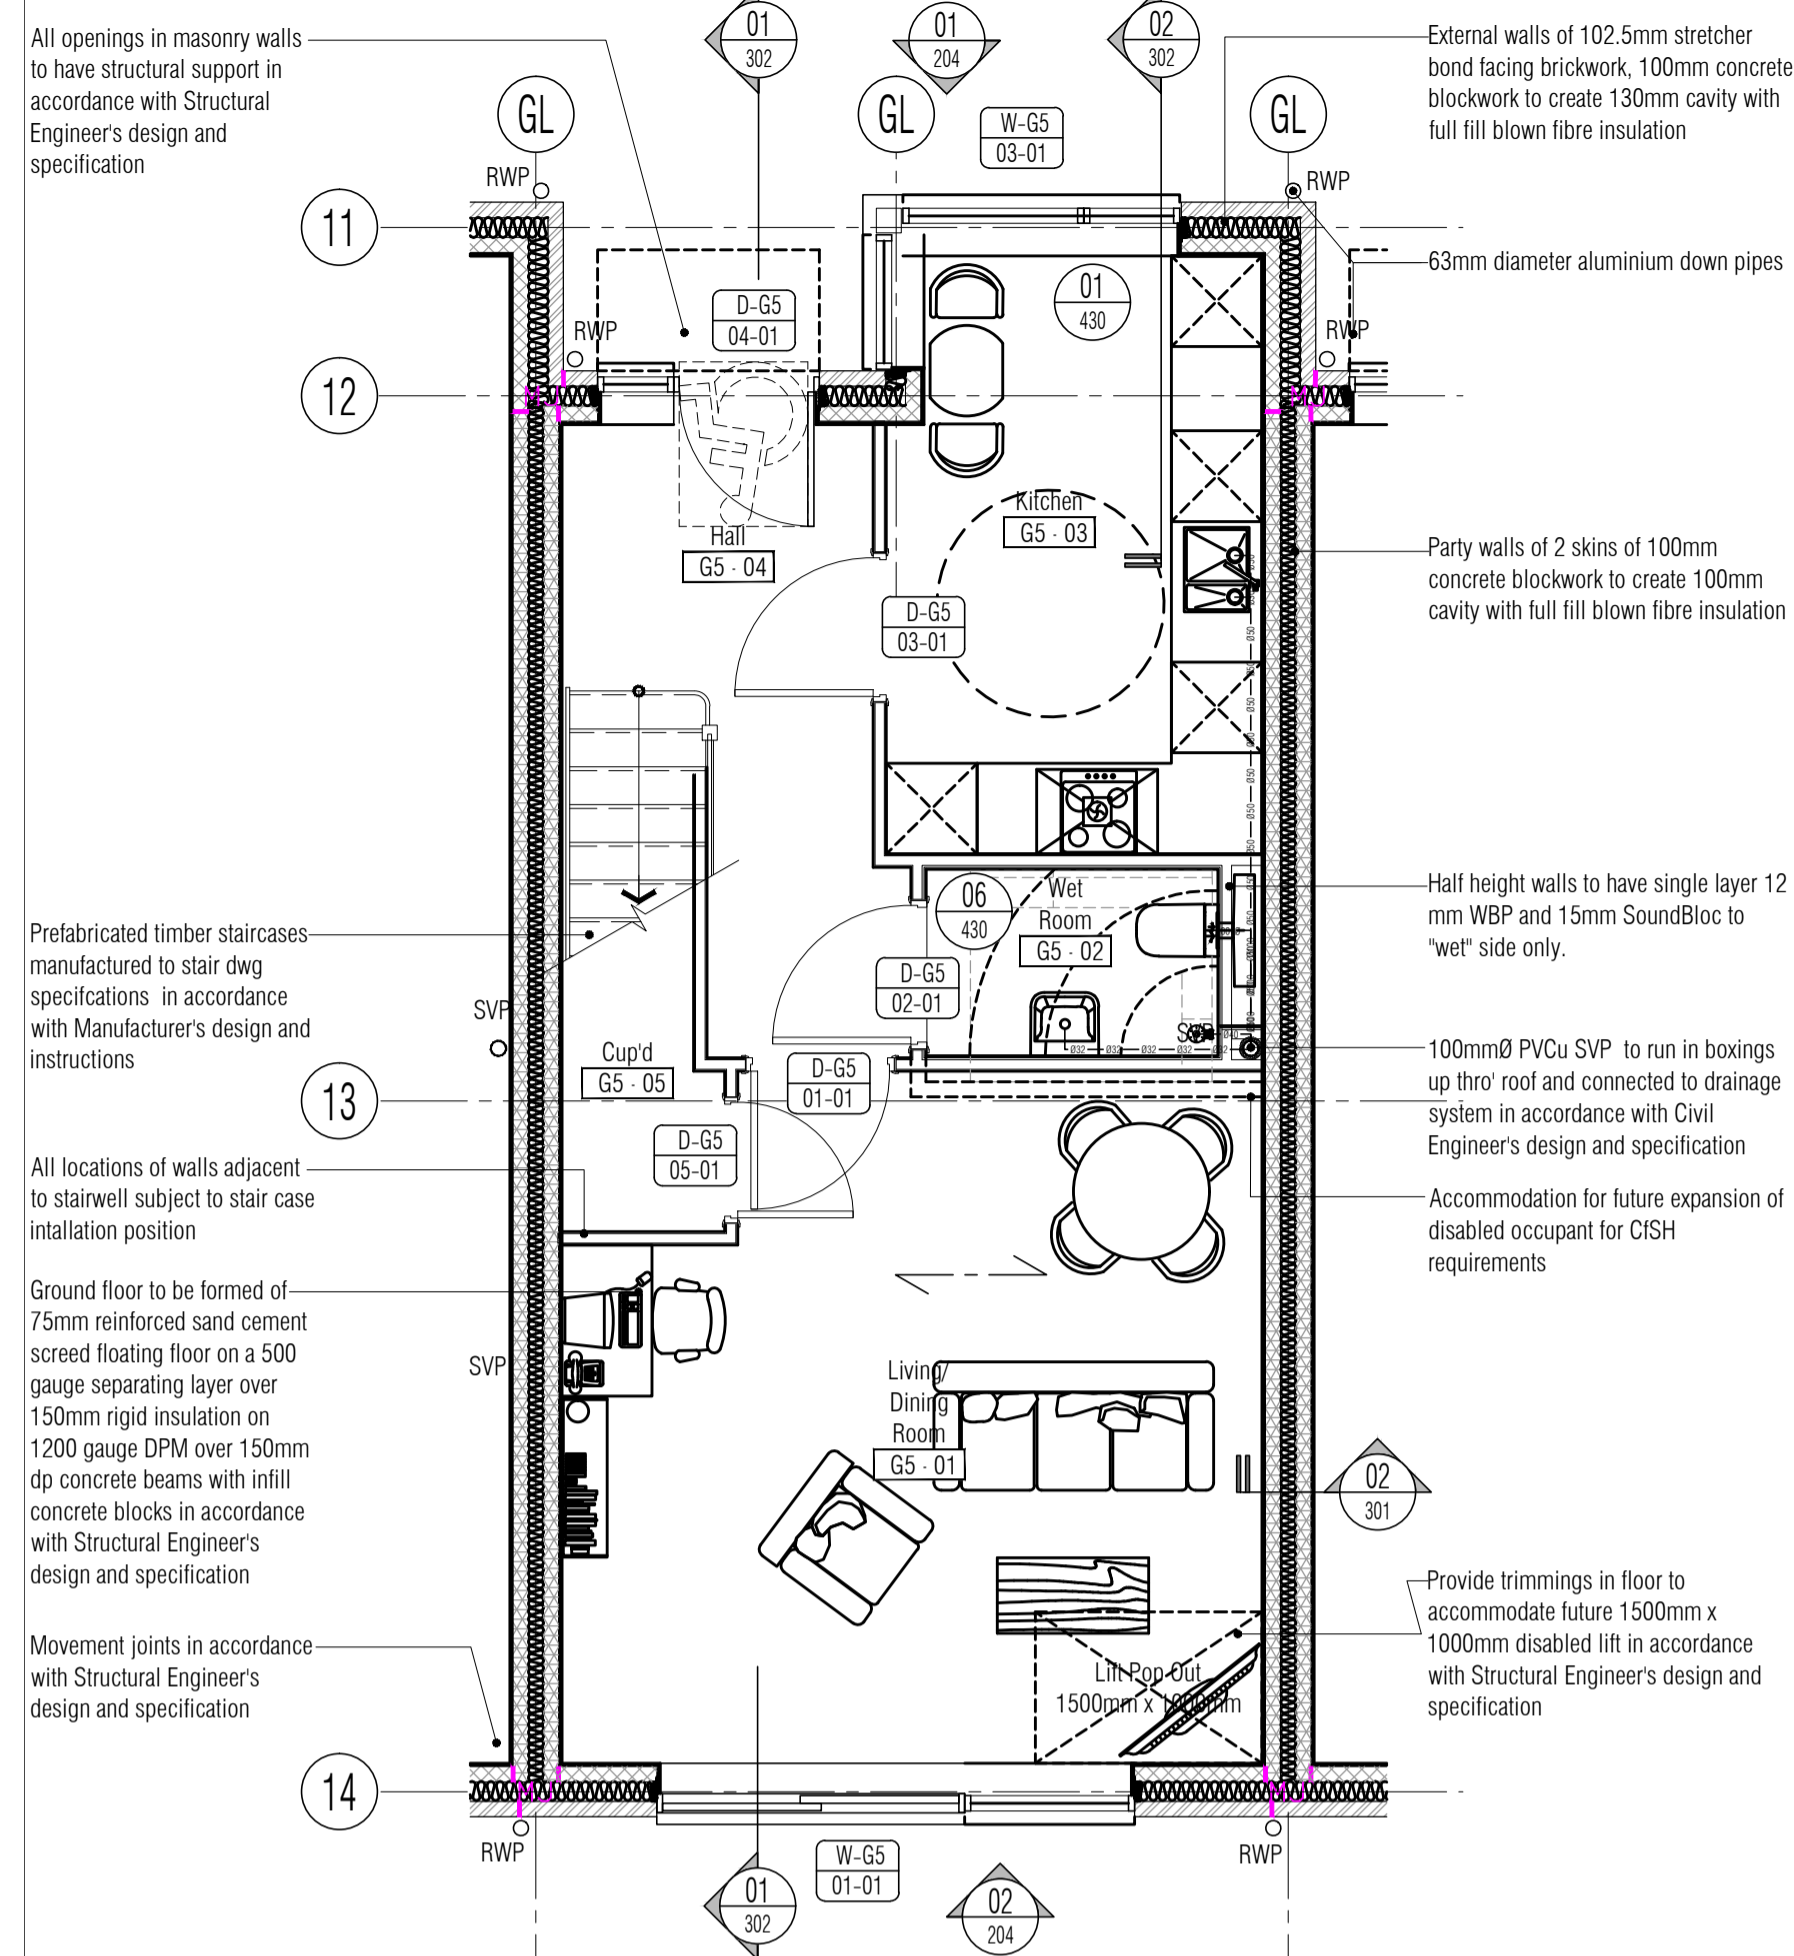 All openings in masonry walls
to have structural support in
accordance with Structural
Engineer's design and
specification
01
302
01
204
02
302
External walls of 102.5mm stretcher
bond facing brickwork, 100mm concrete
blockwork to create 130mm cavity with
full fill blown fibre insulation
GL
GL
GL
W-G5
03-01
RWP
RWP
11
63mm diameter aluminium down pipes
D-G5
04-01
01
430
RWP
RWP
12
Kitchen
G5 - 03
Hall
G5 - 04
Party walls of 2 skins of 100mm
concrete blockwork to create 100mm
cavity with full fill blown fibre insulation
D-G5
03-01
Ø50
Ø50
Ø50
Ø50
Ø50
Ø50
Half height walls to have single layer 12
mm WBP and 15mm SoundBloc to
"wet" side only.
06
430
Wet
Room
G5 - 02
Prefabricated timber staircases
manufactured to stair dwg
specifcations  in accordance
with Manufacturer's design and
instructions
D-G5
02-01
SVP
SVP
Ø32
Ø32
Ø32
Ø32
Ø32
Ø40
100mmØ PVCu SVP  to run in boxings
up thro' roof and connected to drainage
system in accordance with Civil
Engineer's design and specification
Cup'd
G5 - 05
D-G5
01-01
13
D-G5
05-01
All locations of walls adjacent
to stairwell subject to stair case
intallation position
Accommodation for future expansion of
disabled occupant for CfSH
requirements
Ground floor to be formed of
75mm reinforced sand cement
screed floating floor on a 500
gauge separating layer over
150mm rigid insulation on
1200 gauge DPM over 150mm
dp concrete beams with infill
concrete blocks in accordance
with Structural Engineer's
design and specification
SVP
Living/
Dining
Room
G5 - 01
02
301
Provide trimmings in floor to
accommodate future 1500mm x
1000mm disabled lift in accordance
with Structural Engineer's design and
specification
Movement joints in accordance
with Structural Engineer's
design and specification
Lift Pop Out
1500mm x 1000mm
14
RWP
RWP
W-G5
01-01
01
302
02
204